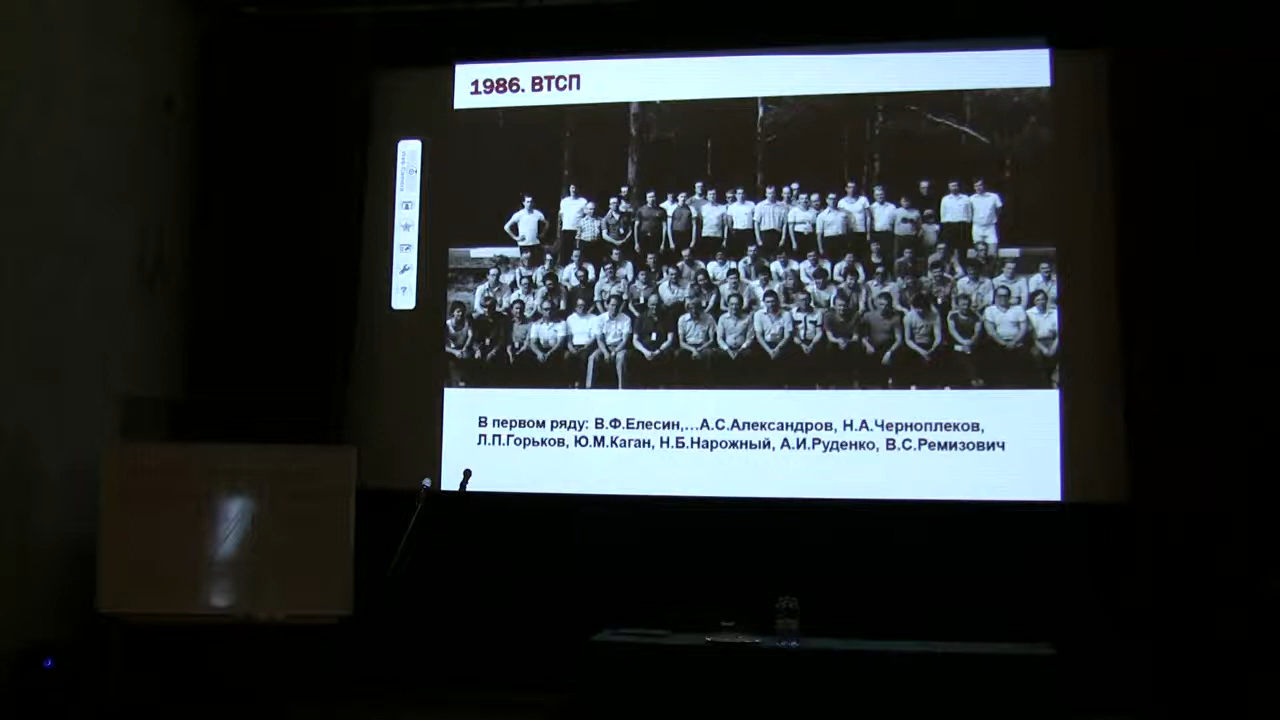 1986. ВТСП
В первом ряду: В.Ф.Елесин,...А.С.Александров, Н.А.Черноплеков,
Л.П.Горьков, Ю.М.Каган, Н.Б.Нарожный, А.И.Руденко, В.С.Ремизович
?